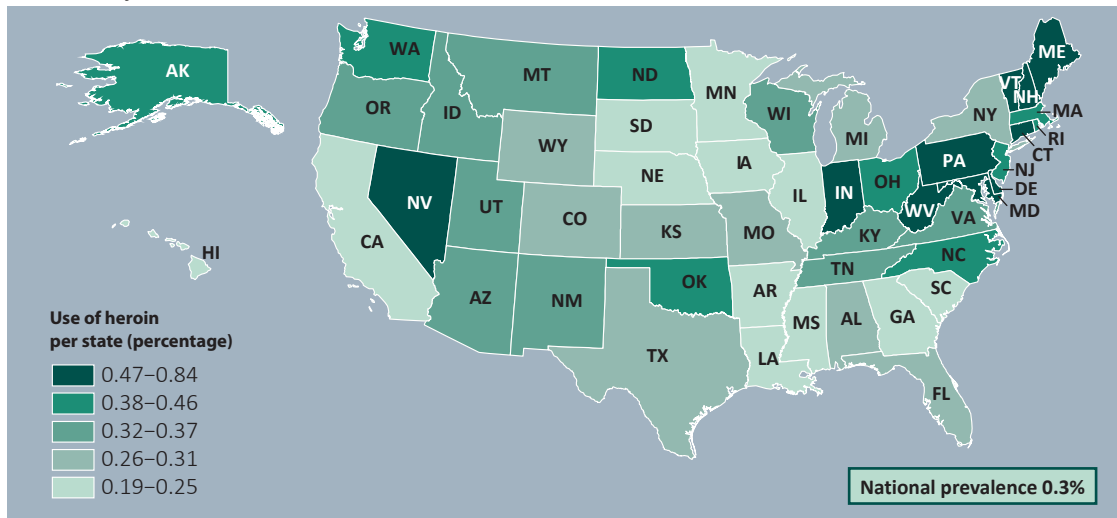 AK
WA
MT
ND
MN
OR
ID
WY
SD
WI
MI
NY
VT
NH
ME
MA
RI
CT
NJ
DE
MD
PA
NV
UT
CO
NE
IA
IL
IN
OH
WV
VA
KS
MO
KY
CA
HI
AZ
NM
OK
AR
TN
NC
SC
TX
LA
MS
AL
GA
FL
Use of heroin
per state (percentage)
0.47–0.84
0.38–0.46
0.32–0.37
0.26–0.31
0.19–0.25
National prevalence 0.3%